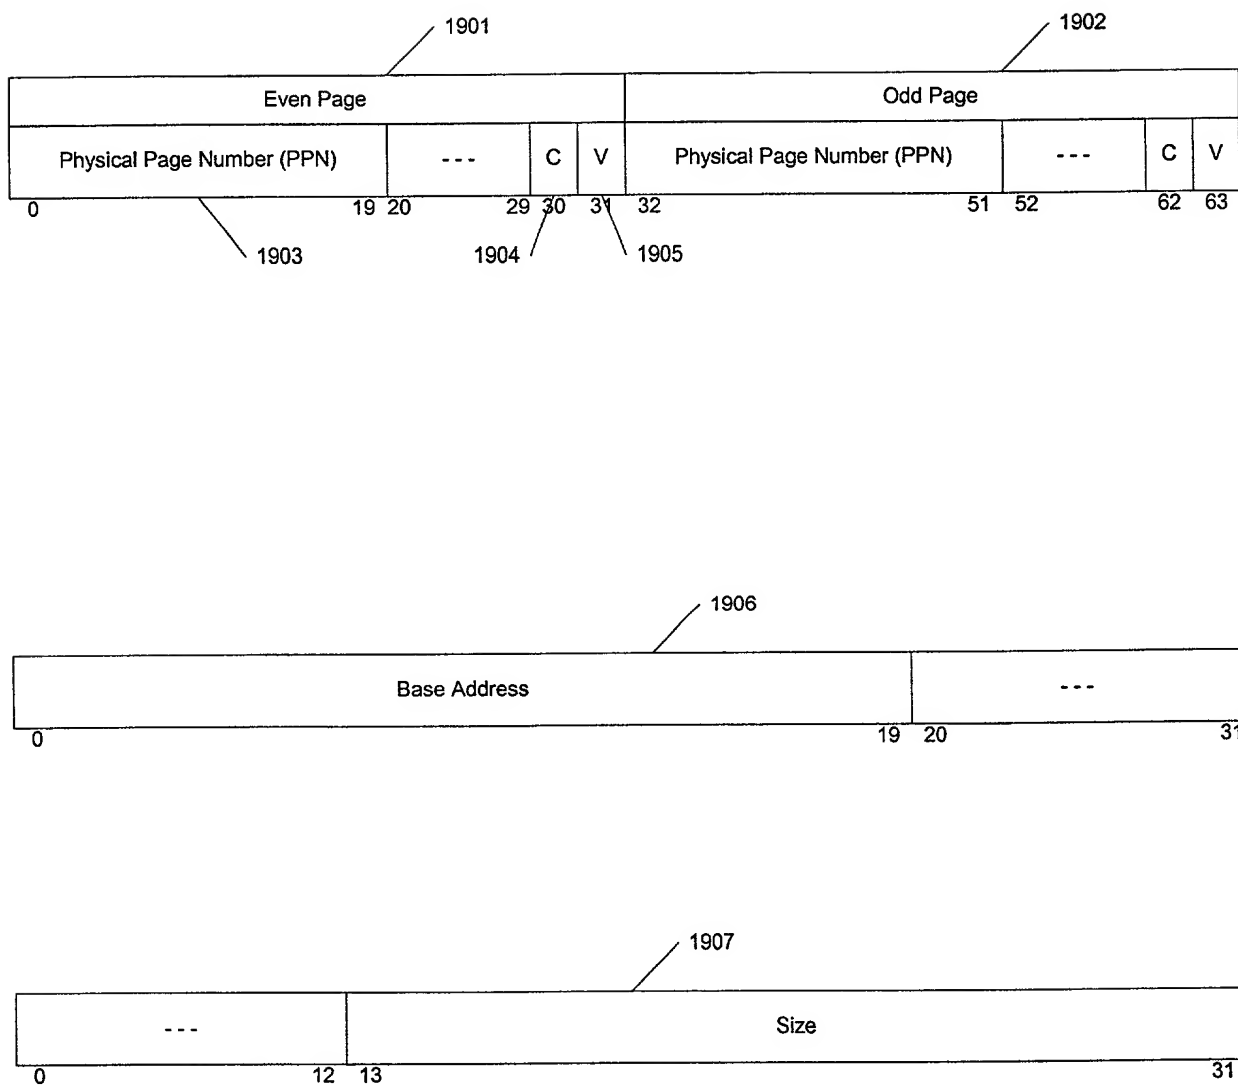 1901 1902
Even Page Odd Page
Physical Page Number (PPN) --- C V Physical Page Number (PPN) --- C V
0 19 20 29 30 31 32 51 52 62 63
1903 1904 1905
1906
Base Address ---
0 19 20 31
1907
--- Size
0 12 13 31